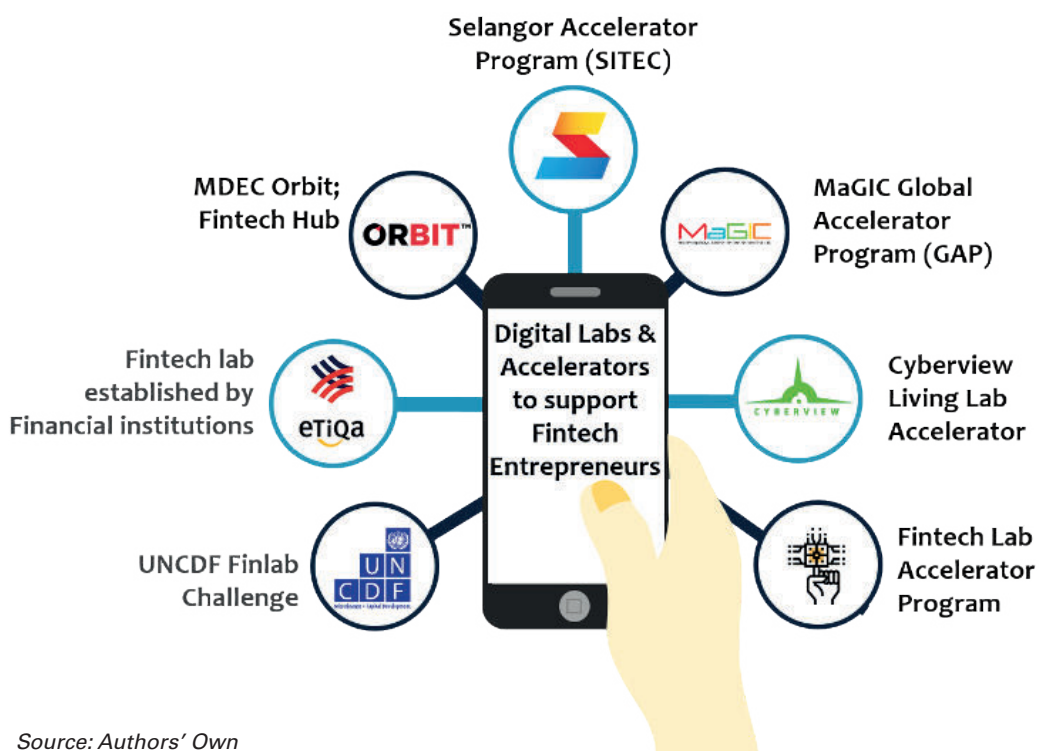 Selangor Accelerator
Program (SITEC)
MDEC Orbit;
Fintech Hub
ORBIT™
MaGIC
MaGIC Global
Accelerator
Program (GAP)
Digital Labs &
Accelerators
to support
Fintech
Entrepreneurs
Fintech lab
established by
Financial institutions
eTiQa
CYBERVIEW
Cyberview
Living Lab
Accelerator
UNCDF Finlab
Challenge
UN
CDF
Fintech Lab
Accelerator
Program
Source: Authors' Own